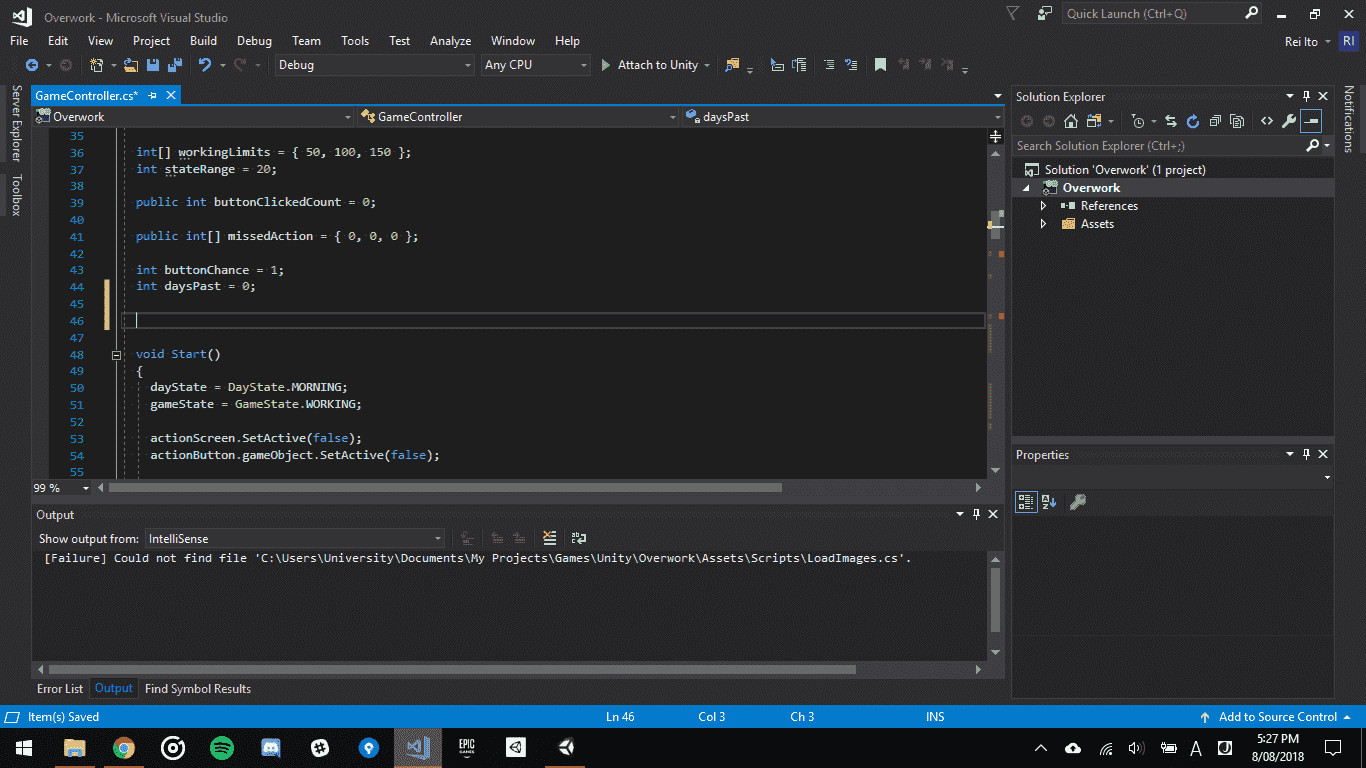 Overwork - Microsoft Visual Studio
Quick Launch (Ctrl+Q)
File Edit View Project Build Debug Team Tools Test Analyze Window Help
Rei Ito RI
Debug Any CPU Attach to Unity
Server Explorer
Toolbox
GameController.cs*
Overwork GameController daysPast
35
36 int[] workingLimits = { 50, 100, 150 };
37 int stateRange = 20;
38
39 public int buttonClickedCount = 0;
40
41 public int[] missedAction = { 0, 0, 0 };
42
43 int buttonChance = 1;
44 int daysPast = 0;
45
46
47
48 void Start()
49 {
50 dayState = DayState.MORNING;
51 gameState = GameState.WORKING;
52
53 actionScreen.SetActive(false);
54 actionButton.gameObject.SetActive(false);
55
99 %
Output
Show output from: IntelliSense
[Failure] Could not find file 'C:\Users\University\Documents\My Projects\Games\Unity\Overwork\Assets\Scripts\LoadImages.cs'.
Error List Output Find Symbol Results
Solution Explorer
Search Solution Explorer (Ctrl+;)
Solution 'Overwork' (1 project)
Overwork
References
Assets
Properties
Notifications
Item(s) Saved Ln 46 Col 3 Ch 3 INS Add to Source Control
EPIC GAMES
A J
5:27 PM
8/08/2018